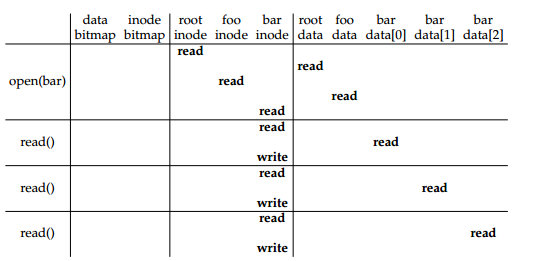 data inode root foo bar root foo bar bar bar
bitmap bitmap inode inode inode data data data[0] data[1] data[2]
read
read
open(bar) read
read
read
read
read() read
write
read
read() read
write
read
read() read
write